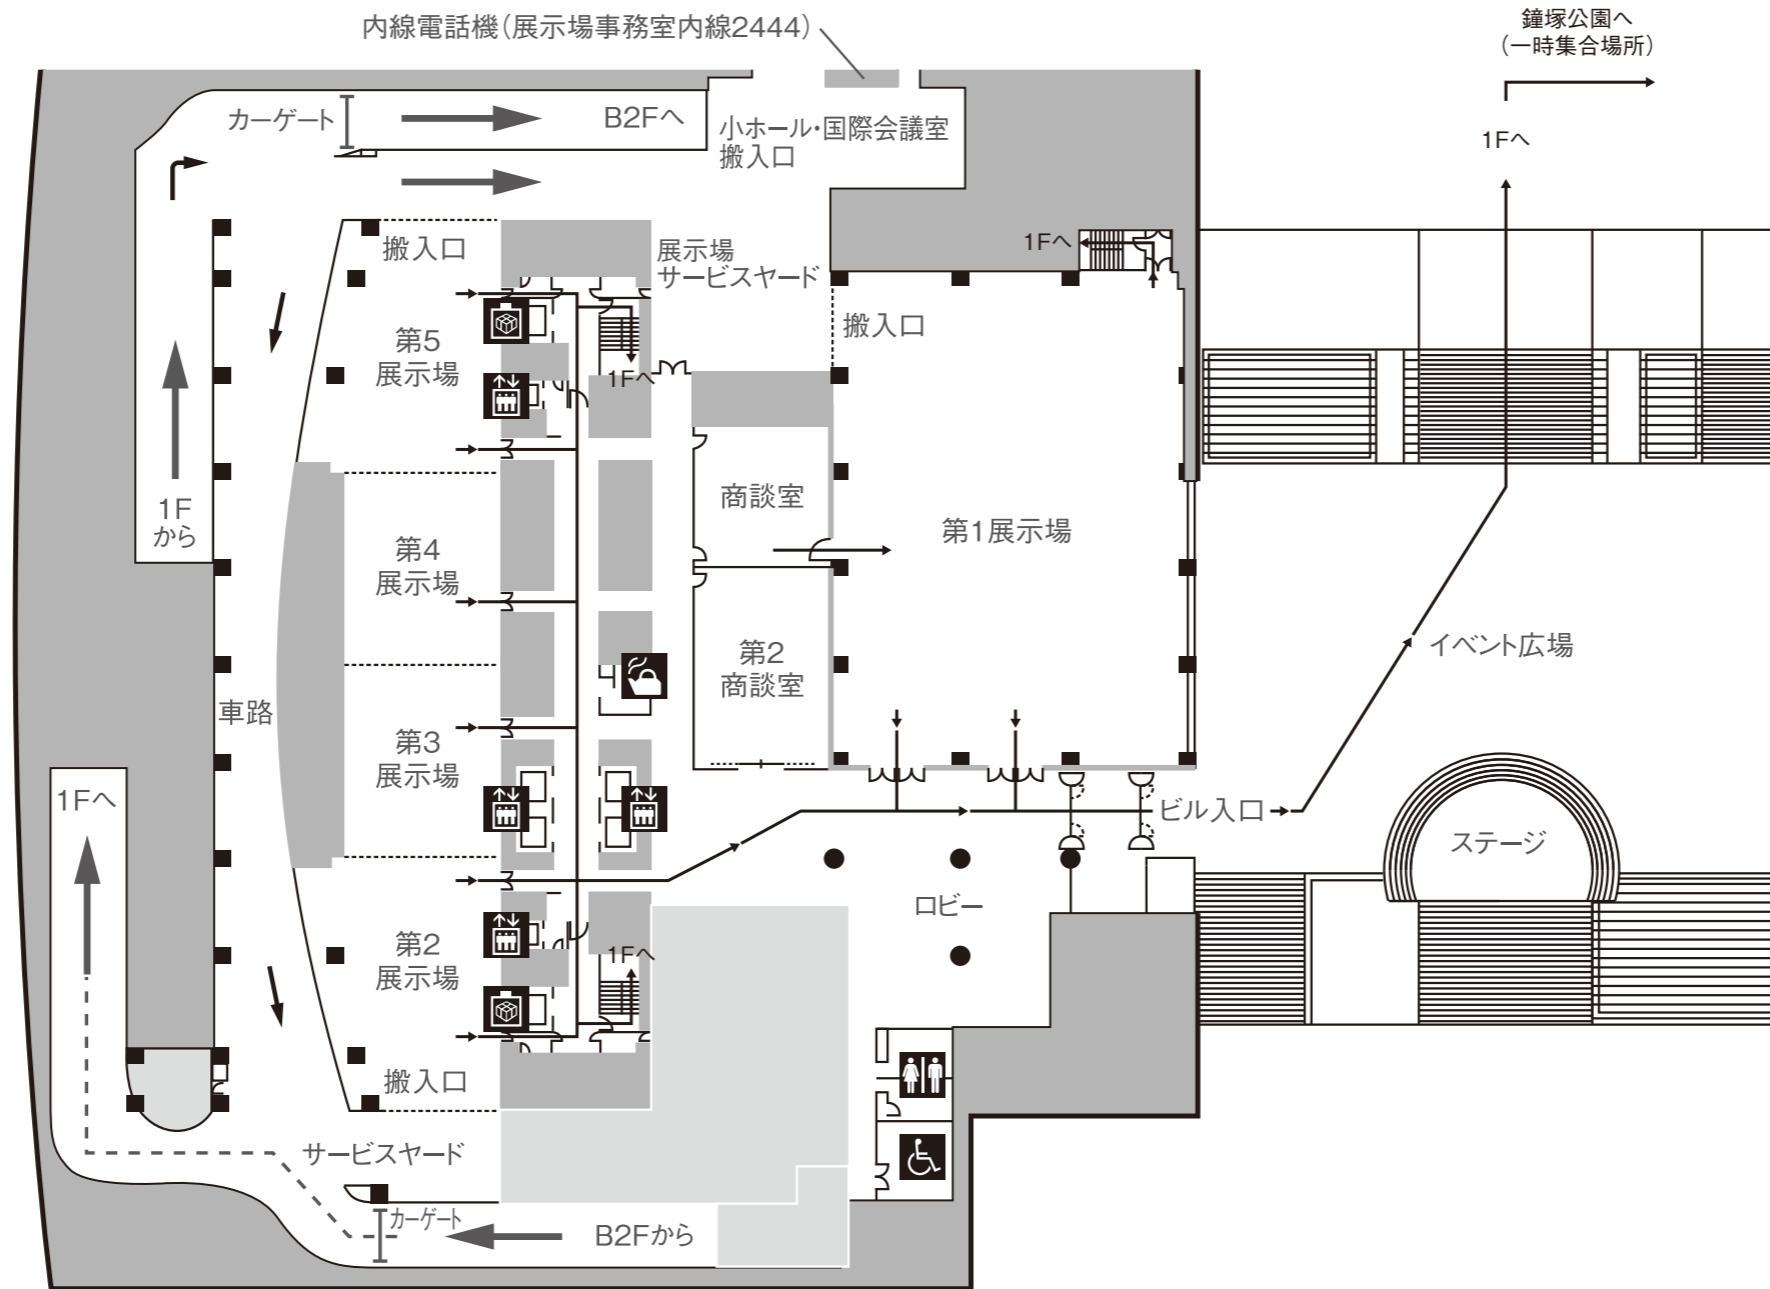 内線電話機（展示場事務室内線2444）
鐘塚公園へ
（一時集合場所）
カーゲート
B2Fへ
小ホール・国際会議室
搬入口
1Fへ
搬入口
展示場
サービスヤード
1Fへ
搬入口
第5
展示場
1Fへ
1F
から
商談室
第1展示場
第4
展示場
イベント広場
第2
商談室
車路
第3
展示場
1Fへ
ビル入口
ステージ
ロビー
第2
展示場
1Fへ
搬入口
サービスヤード
カーゲート
B2Fから